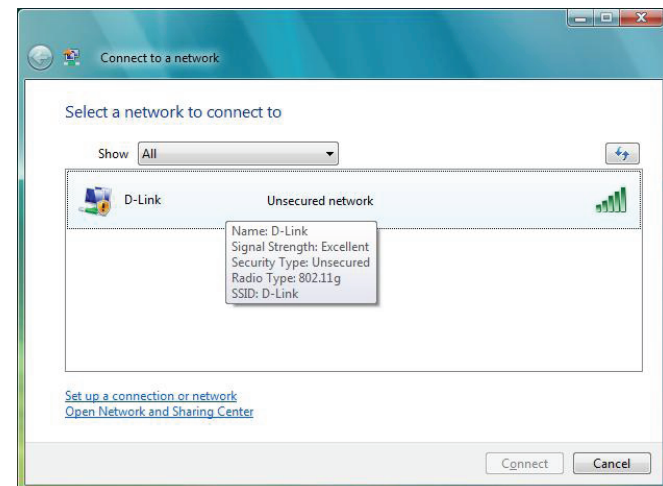 Connect to a network
Select a network to connect to
Show All
D-Link Unsecured network
Name: D-Link
Signal Strength: Excellent
Security Type: Unsecured
Radio Type: 802.11g
SSID: D-Link
Set up a connection or network
Open Network and Sharing Center
Connect Cancel